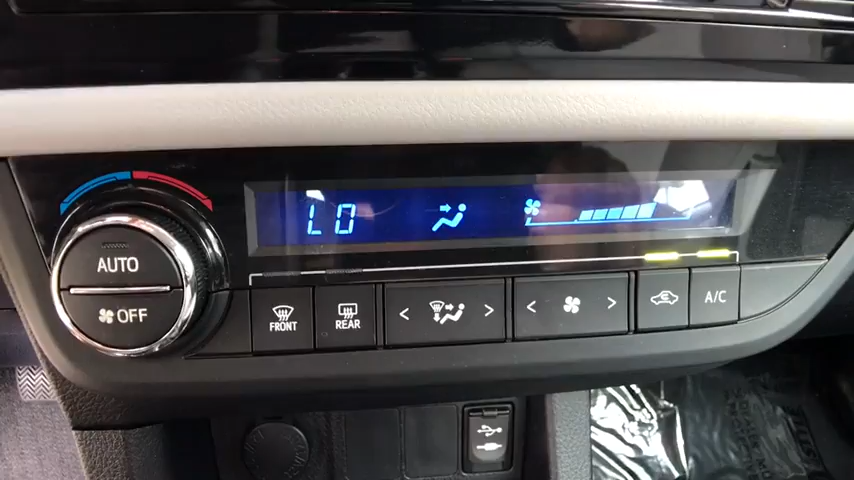 LO
AUTO
OFF
FRONT
REAR
< >
< >
A/C